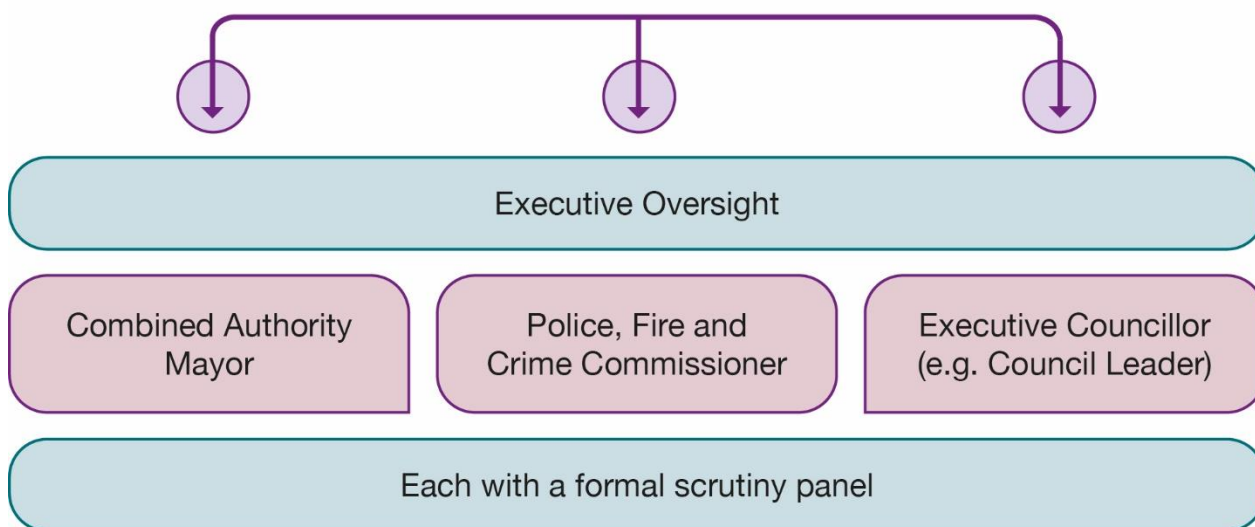 Executive Oversight
Combined Authority
Mayor
Police, Fire and
Crime Commissioner
Executive Councillor
(e.g. Council Leader)
Each with a formal scrutiny panel